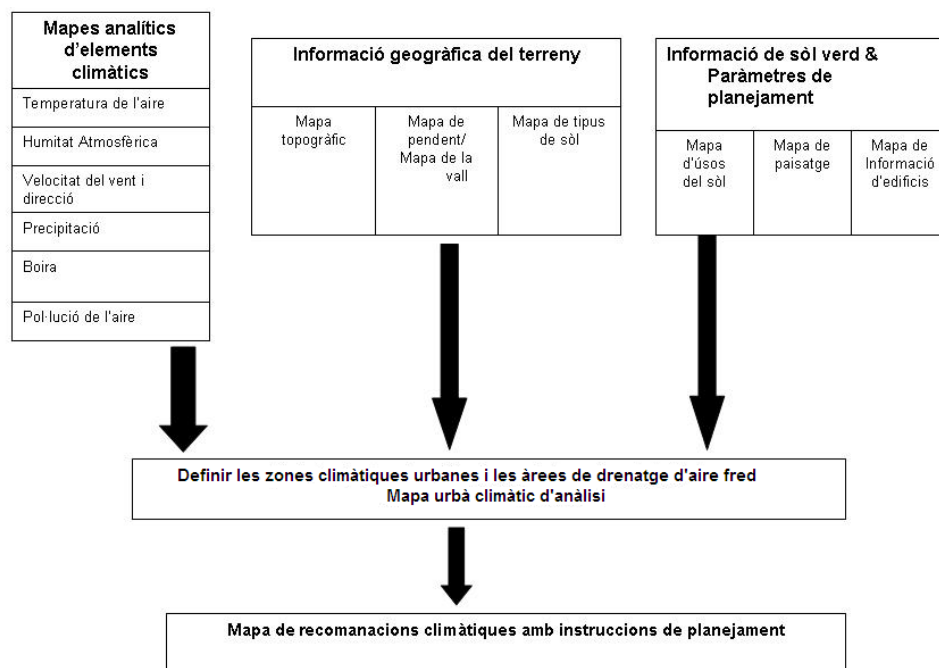 Mapes analítics
d'elements
climàtics
Temperatura de l'aire
Humitat Atmosfèrica
Velocitat del vent i
direcció
Precipitació
Boira
Pol·lució de l'aire
Informació geogràfica del terreny
Mapa
topogràfic
Mapa de
pendent/
Mapa de la
vall
Mapa de tipus
de sòl
Informació de sòl verd &
Paràmetres de
planejament
Mapa
d'úsos
del sòl
Mapa de
paisatge
Mapa de
Informació
d'edificis
Definir les zones climàtiques urbanes i les àrees de drenatge d'aire fred
Mapa urbà climàtic d'anàlisi
Mapa de recomanacions climàtiques amb instruccions de planejament